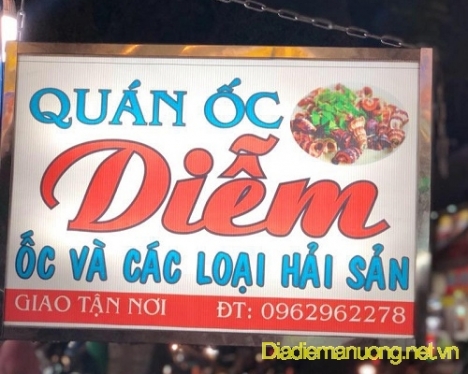 QUÁN ỐC
Diễm
ỐC VÀ CÁC LOẠI HẢI SẢN
GIAO TẬN NƠI ĐT: 0962962278
Diadiemanuong.net.vn